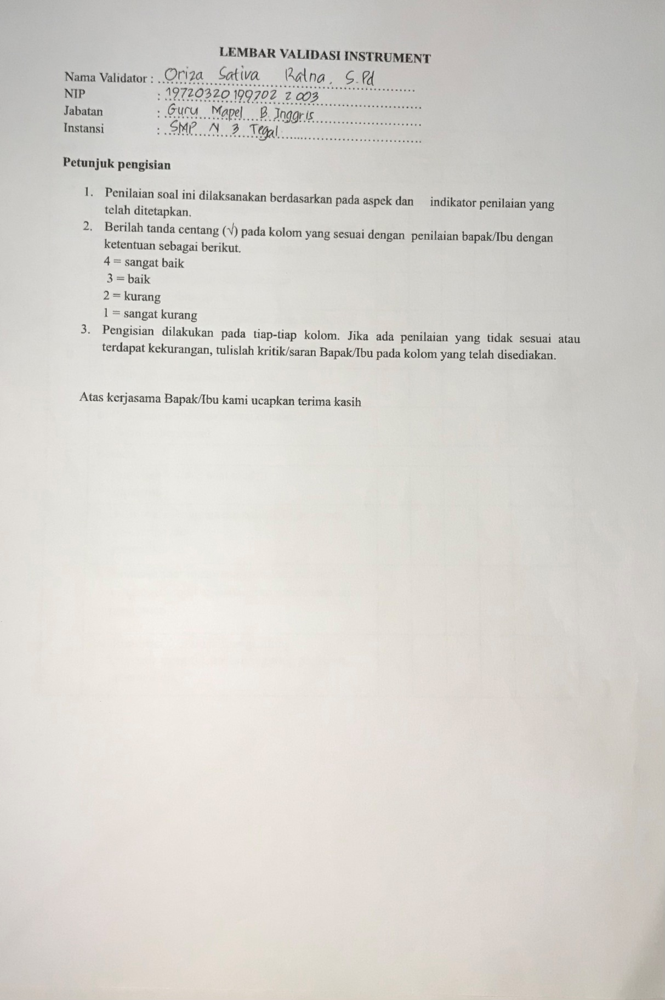 LEMBAR VALIDASI INSTRUMENT
Nama Validator : Oriza Sativa Ratna, S.Pd
NIP : 19720320 199702 2 003
Jabatan : Guru Mapel B. Inggris
Instansi : SMP N 3 Tegal
Petunjuk pengisian
1. Penilaian soal ini dilaksanakan berdasarkan pada aspek dan indikator penilaian yang
telah ditetapkan.
2. Berilah tanda centang (√) pada kolom yang sesuai dengan penilaian bapak/Ibu dengan
ketentuan sebagai berikut.
4 = sangat baik
3 = baik
2 = kurang
1 = sangat kurang
3. Pengisian dilakukan pada tiap-tiap kolom. Jika ada penilaian yang tidak sesuai atau
terdapat kekurangan, tulislah kritik/saran Bapak/Ibu pada kolom yang telah disediakan.
Atas kerjasama Bapak/Ibu kami ucapkan terima kasih